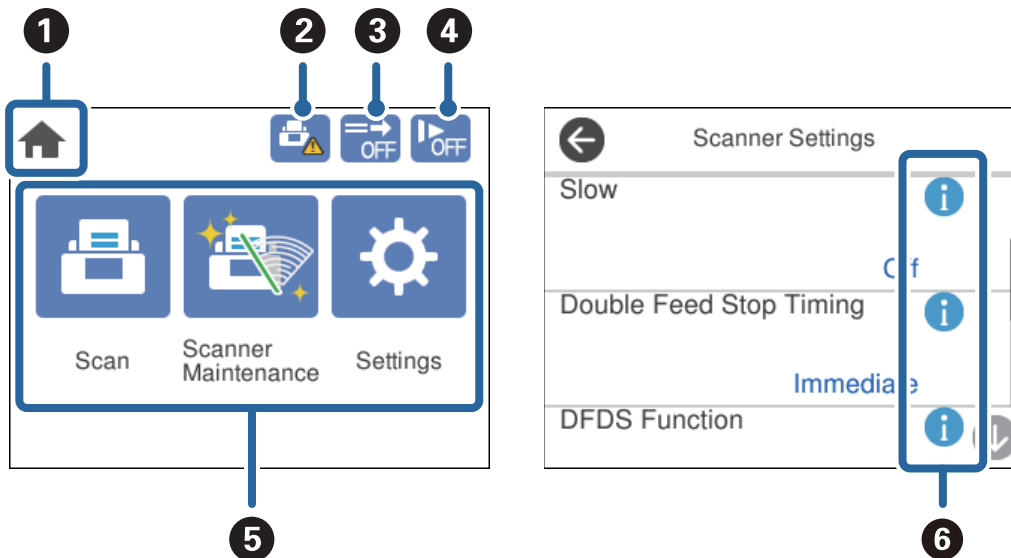 1
2
3
4
OFF
OFF
Scan
Scanner
Maintenance
Settings
5
Scanner Settings
Slow
i
Double Feed Stop Timing
i
DFDS Function
i
6